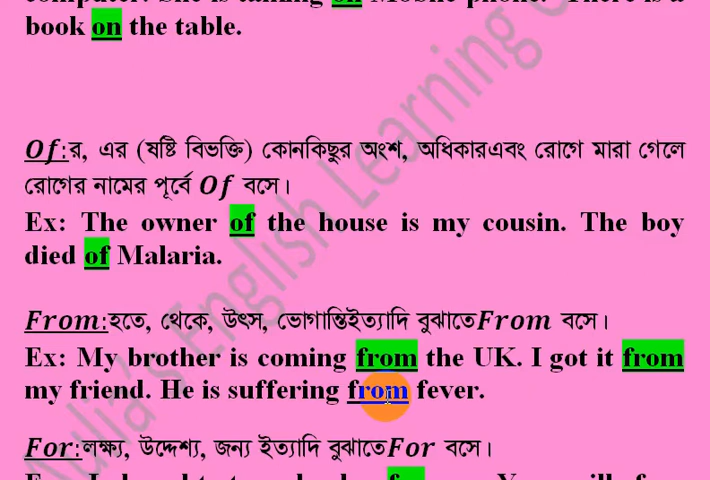 book on the table.
Of:র, এর (ষষ্টি বিভক্তি) কোনকিছুর অংশ, অধিকারএবং রোগে মারা গেলে
রোগের নামের পূর্বে Of বসে।
Ex: The owner of the house is my cousin. The boy
died of Malaria.
From:হতে, থেকে, উৎস, ভোগান্তিইত্যাদি বুঝাতেFrom বসে।
Ex: My brother is coming from the UK. I got it from
my friend. He is suffering from fever.
For:লক্ষ্য, উদ্দেশ্য, জন্য ইত্যাদি বুঝাতেFor বসে।
Aulia's English Learning